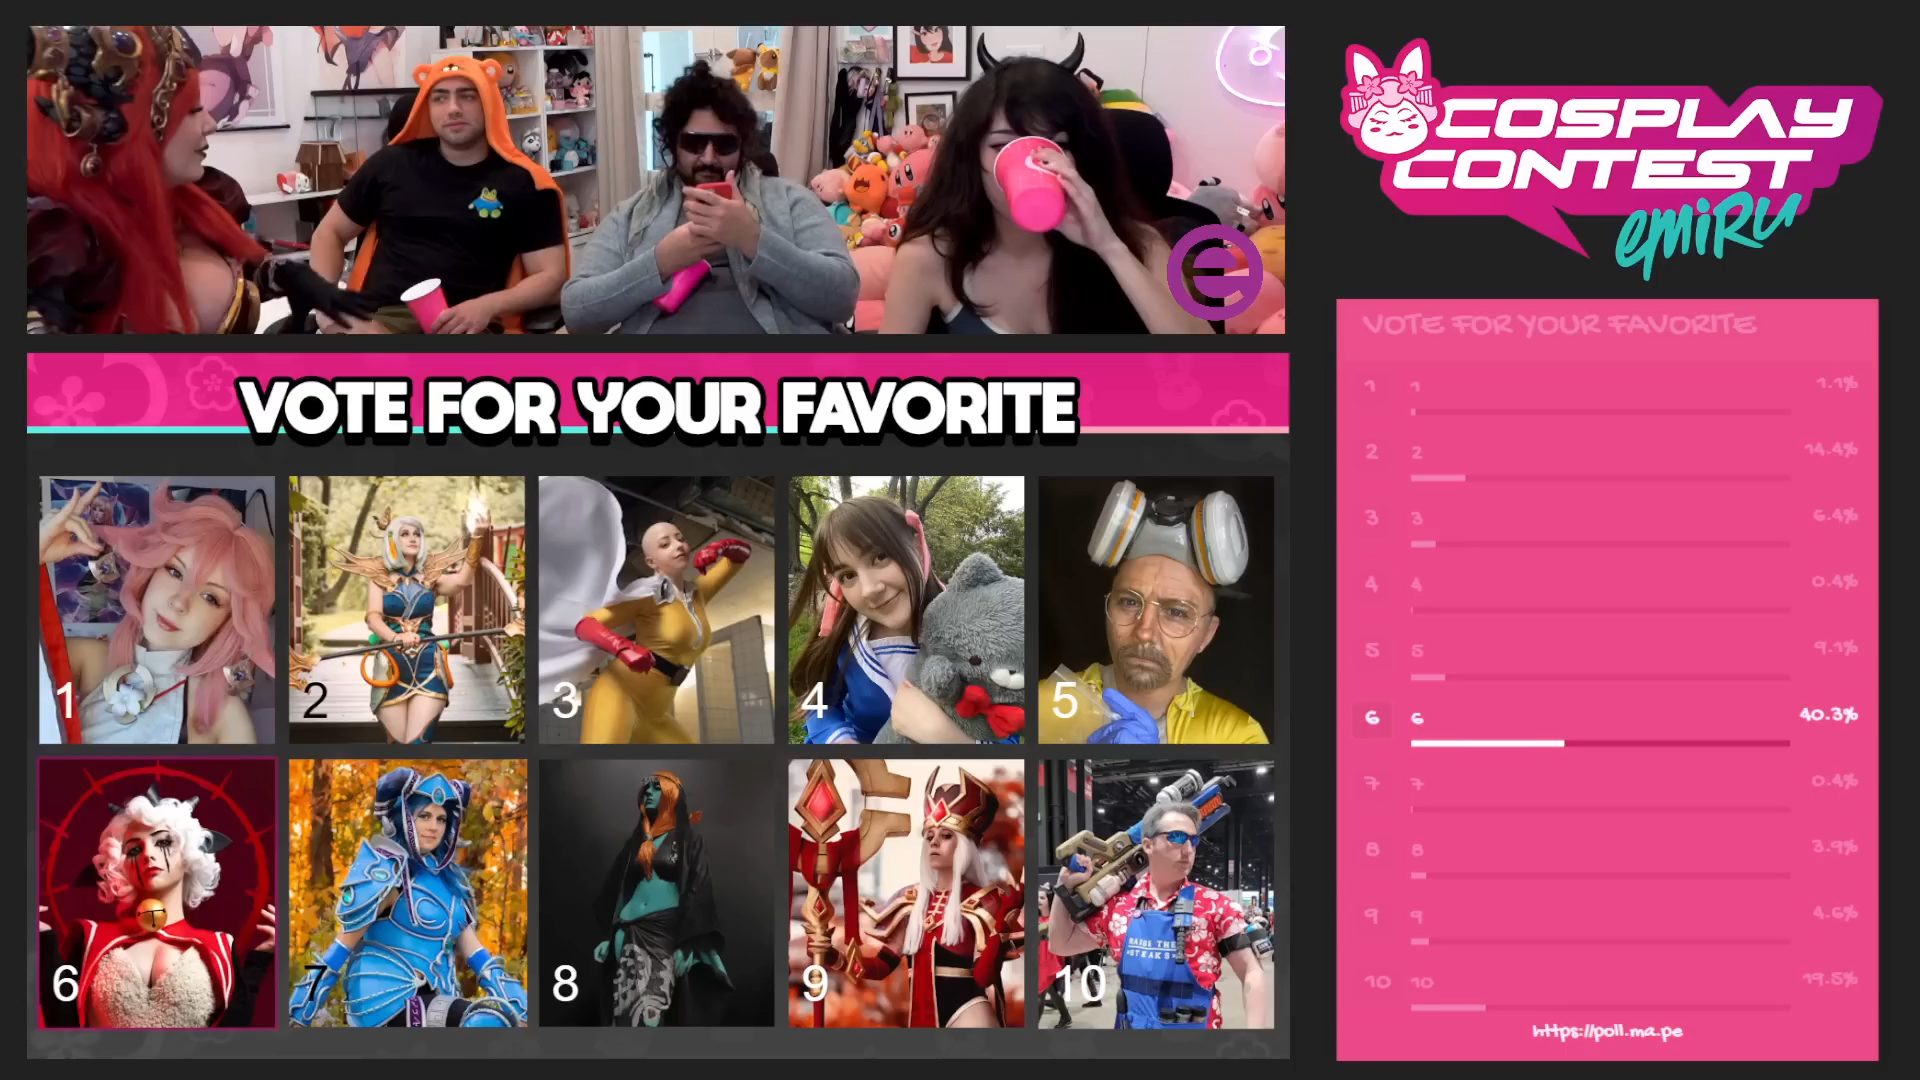 COSPLAY
CONTEST
emiru
e
VOTE FOR YOUR FAVORITE
1
2
3
4
5
6
7
8
9
10
RAISE THE
STEAKS
VOTE FOR YOUR FAVORITE
1 1 1.1%
2 2 14.4%
3 3 6.4%
4 4 0.4%
5 5 9.1%
6 6 40.3%
7 7 0.4%
8 8 3.9%
9 9 4.6%
10 10 19.5%
https://poll.ma.pe